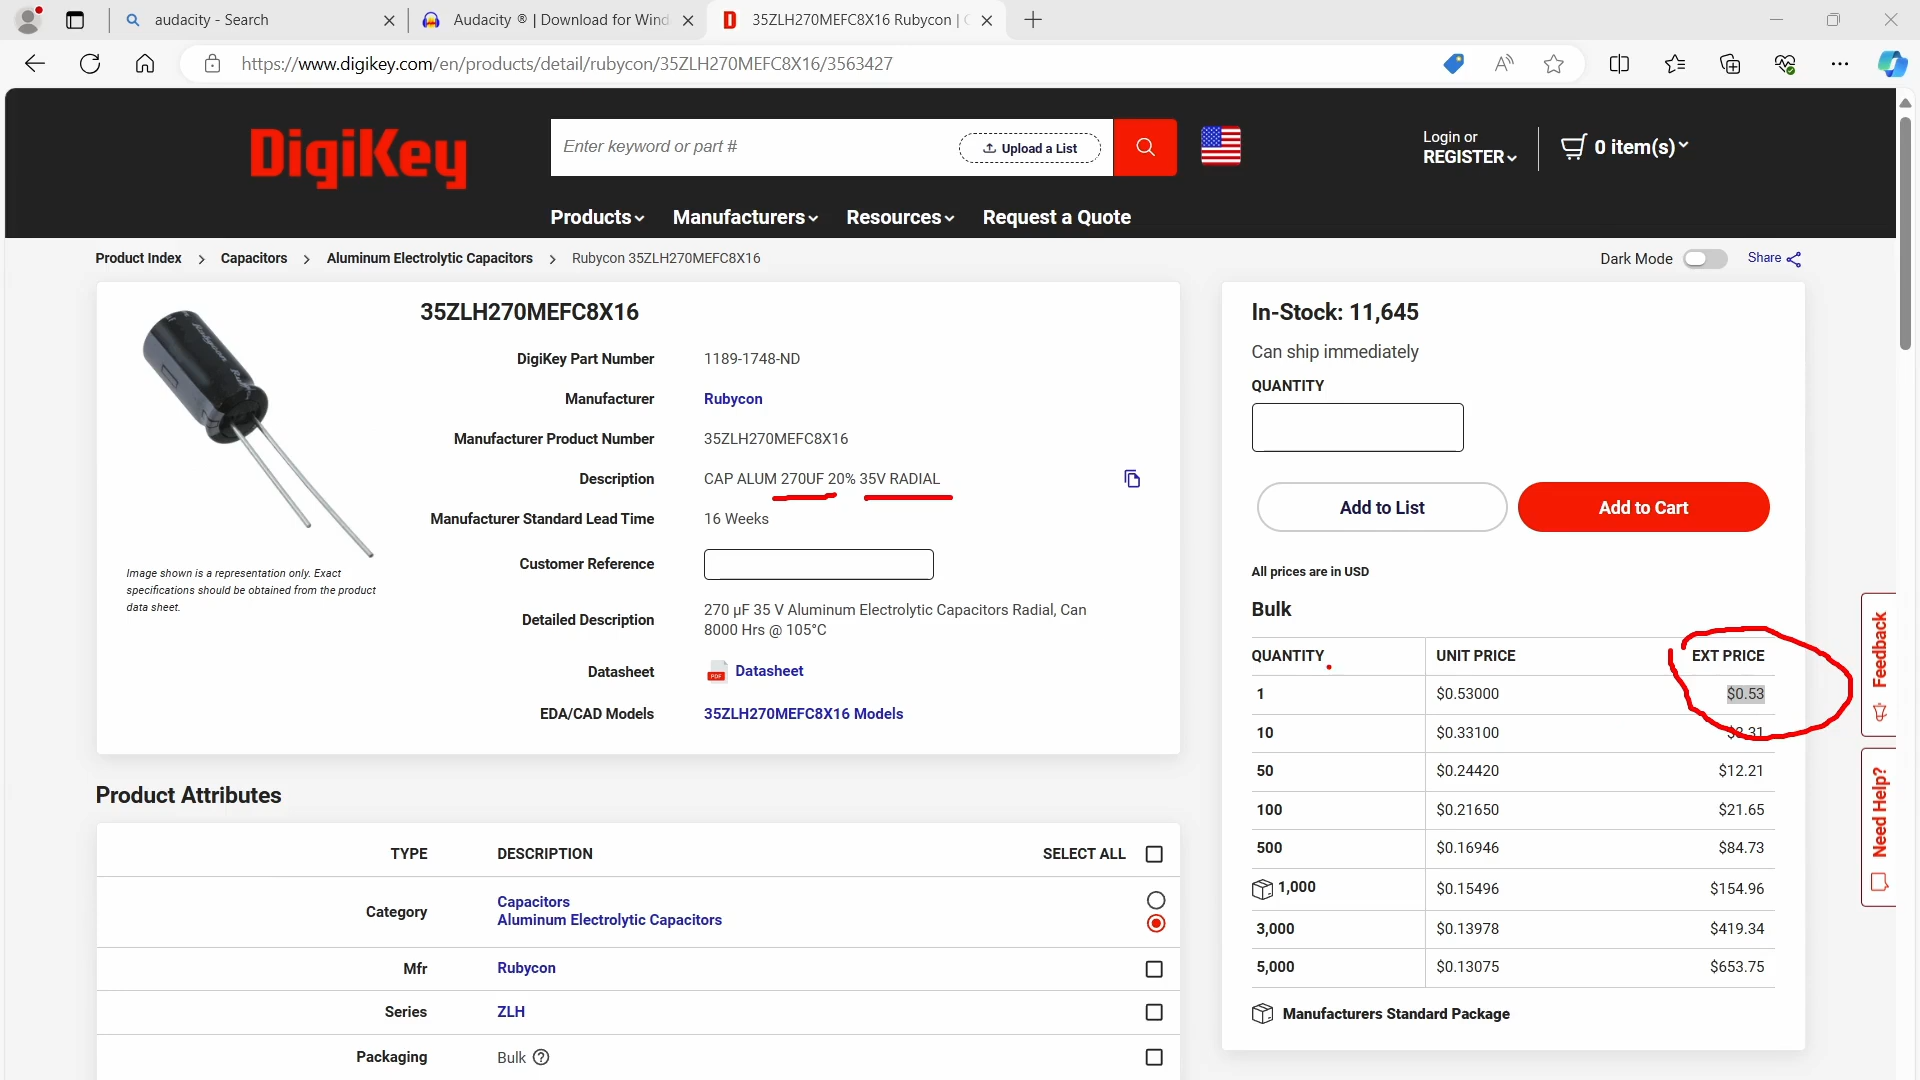 audacity - Search
Audacity ® | Download for Wind
35ZLH270MEFC8X16 Rubycon |
https://www.digikey.com/en/products/detail/rubycon/35ZLH270MEFC8X16/3563427
DigiKey
Enter keyword or part #
Upload a List
Login or
REGISTER
0 item(s)
Products
Manufacturers
Resources
Request a Quote
Product Index > Capacitors > Aluminum Electrolytic Capacitors > Rubycon 35ZLH270MEFC8X16
Dark Mode
Share
35ZLH270MEFC8X16
DigiKey Part Number 1189-1748-ND
Manufacturer Rubycon
Manufacturer Product Number 35ZLH270MEFC8X16
Description CAP ALUM 270UF 20% 35V RADIAL
Manufacturer Standard Lead Time 16 Weeks
Customer Reference
Detailed Description 270 µF 35 V Aluminum Electrolytic Capacitors Radial, Can
8000 Hrs @ 105°C
Datasheet PDF Datasheet
EDA/CAD Models 35ZLH270MEFC8X16 Models
Image shown is a representation only. Exact
specifications should be obtained from the product
data sheet.
Product Attributes
TYPE DESCRIPTION SELECT ALL
Category Capacitors
Aluminum Electrolytic Capacitors
Mfr Rubycon
Series ZLH
Packaging Bulk ?
In-Stock: 11,645
Can ship immediately
QUANTITY
Add to List
Add to Cart
All prices are in USD
Bulk
QUANTITY UNIT PRICE EXT PRICE
1 $0.53000 $0.53
10 $0.33100 $3.31
50 $0.24420 $12.21
100 $0.21650 $21.65
500 $0.16946 $84.73
1,000 $0.15496 $154.96
3,000 $0.13978 $419.34
5,000 $0.13075 $653.75
Manufacturers Standard Package
Feedback
Need Help?